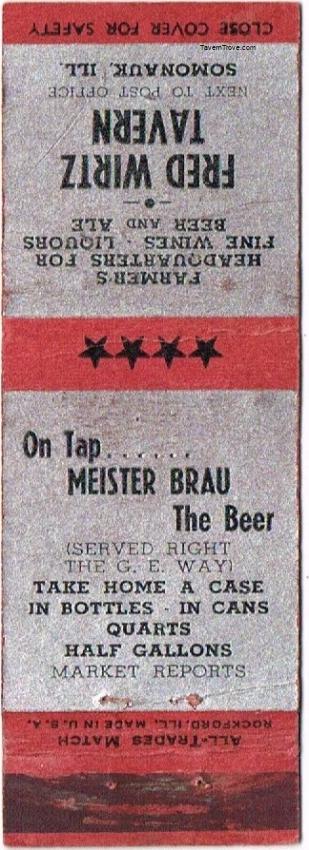 TavernTrove.com
FARMER'S
HEADQUARTERS FOR
FINE WINES · LIQUORS
BEER AND ALE
FRED WIRTZ
TAVERN
NEXT TO POST OFFICE
SOMONAUK, ILL.
CLOSE COVER FOR SAFETY
On Tap......
MEISTER BRAU
The Beer
(SERVED RIGHT
THE G. E. WAY)
TAKE HOME A CASE
IN BOTTLES · IN CANS
QUARTS
HALF GALLONS
MARKET REPORTS
ALL-TRADES MATCH
ROCKFORD, ILL. MADE IN U. S. A.